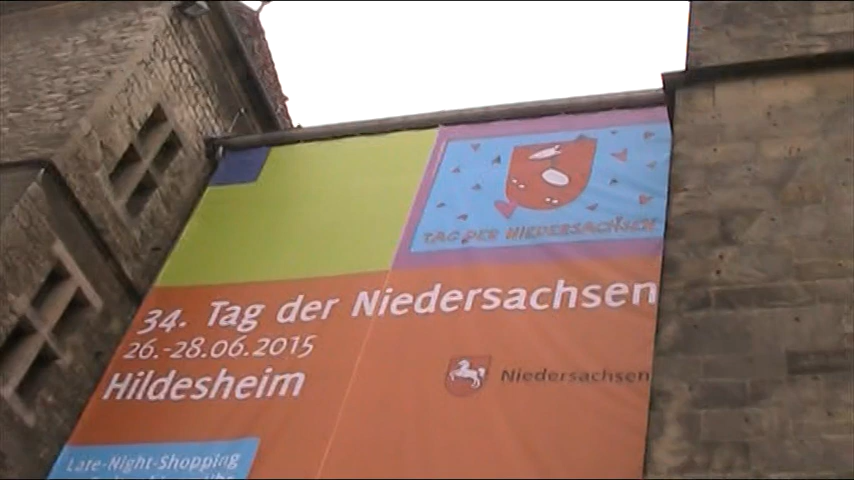 TAG DER NIEDERSACHSEN
34. Tag der Niedersachsen
26.-28.06.2015
Hildesheim
Niedersachsen
Late-Night-Shopping